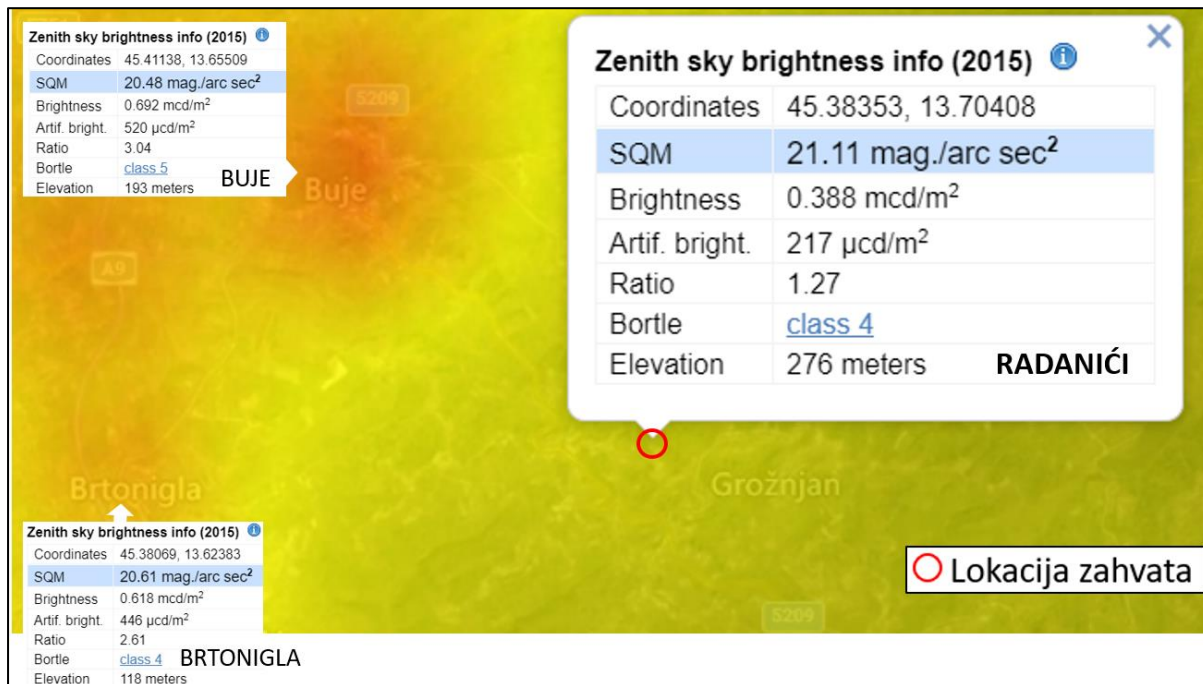 Zenith sky brightness info (2015)
Coordinates 45.41138, 13.65509
SQM 20.48 mag./arc sec²
Brightness 0.692 mcd/m²
Artif. bright. 520 µcd/m²
Ratio 3.04
Bortle class 5
Elevation 193 meters
BUJE
Zenith sky brightness info (2015)
Coordinates 45.38353, 13.70408
SQM 21.11 mag./arc sec²
Brightness 0.388 mcd/m²
Artif. bright. 217 µcd/m²
Ratio 1.27
Bortle class 4
Elevation 276 meters
RADANIĆI
S209
Buje
A9
Brtonigla
Grožnjan
Zenith sky brightness info (2015)
Coordinates 45.38069, 13.62383
SQM 20.61 mag./arc sec²
Brightness 0.618 mcd/m²
Artif. bright. 446 µcd/m²
Ratio 2.61
Bortle class 4
Elevation 118 meters
BRTONIGLA
Lokacija zahvata
S209